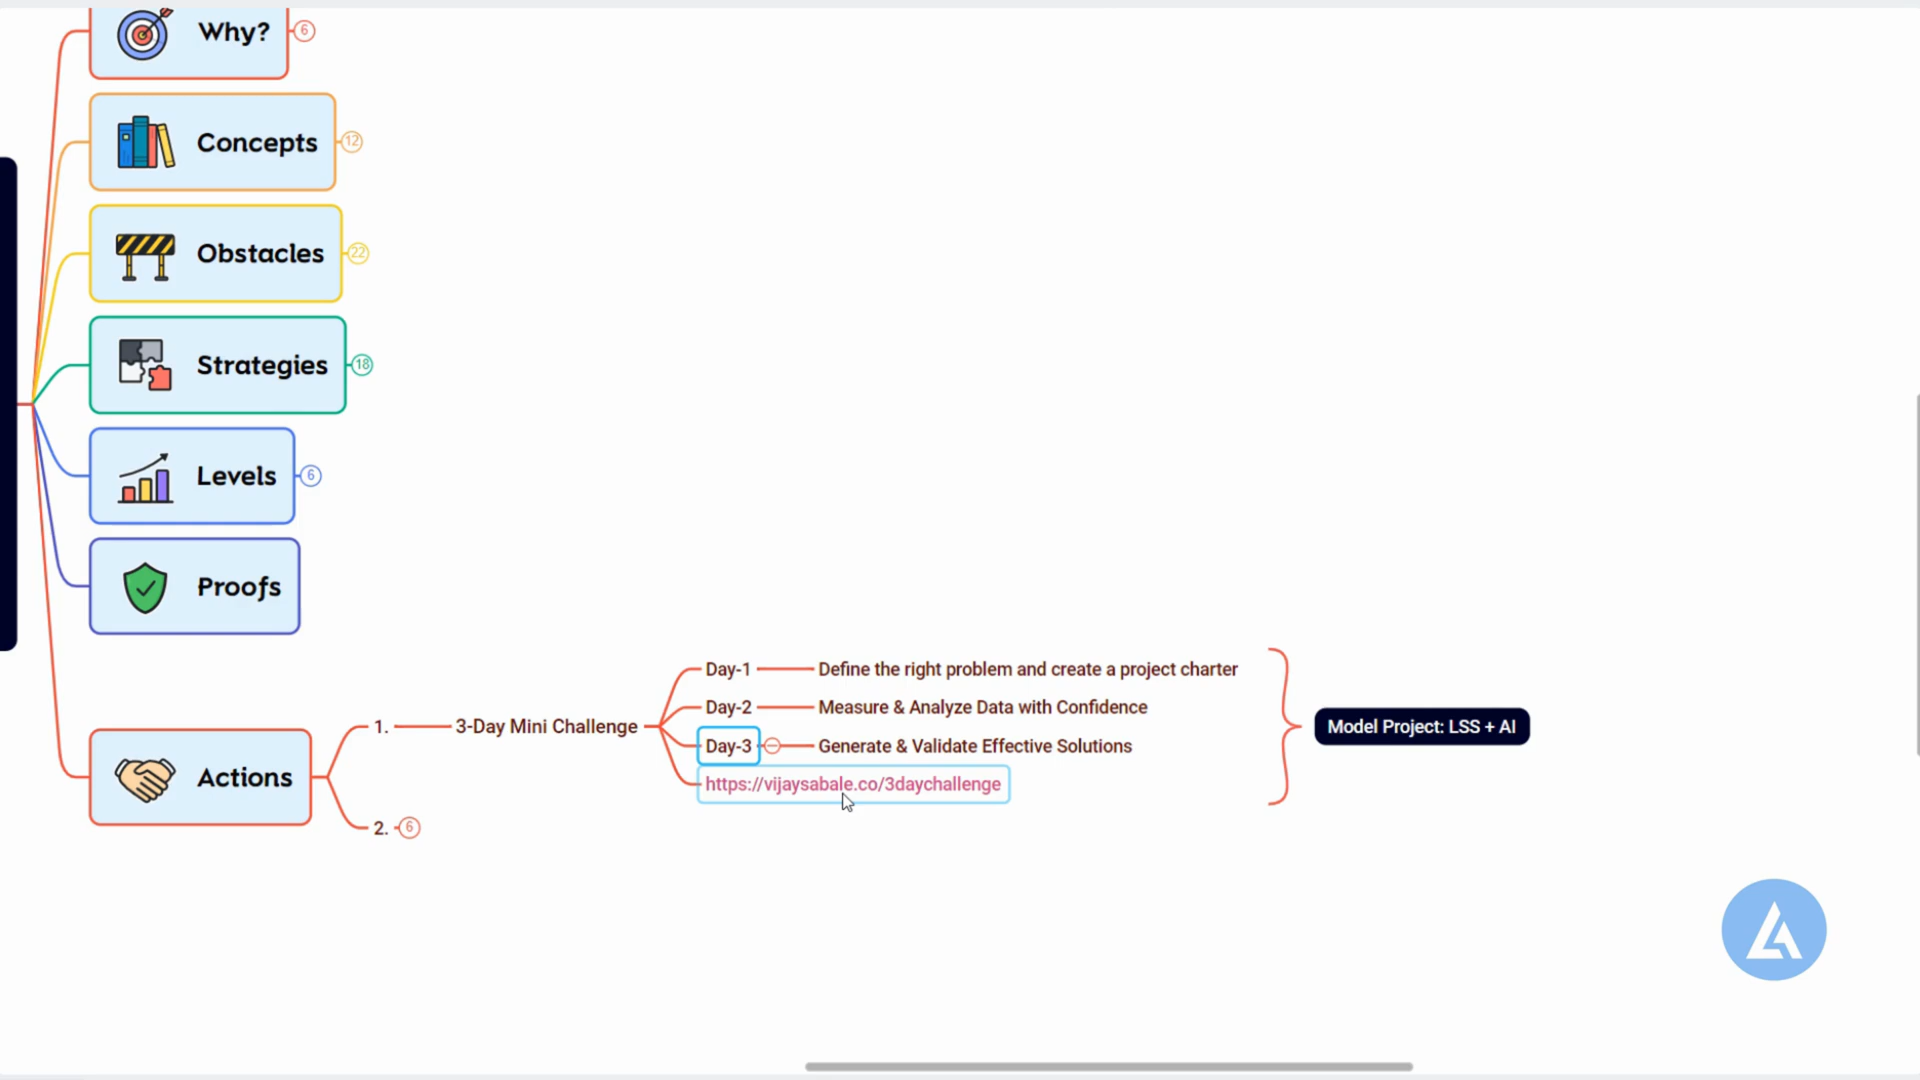 Why?
6
Concepts
12
Obstacles
22
Strategies
18
Levels
6
Proofs
Actions
1.
3-Day Mini Challenge
Day-1
Define the right problem and create a project charter
Day-2
Measure & Analyze Data with Confidence
Day-3
Generate & Validate Effective Solutions
https://vijaysabale.co/3daychallenge
Model Project: LSS + AI
2.
6